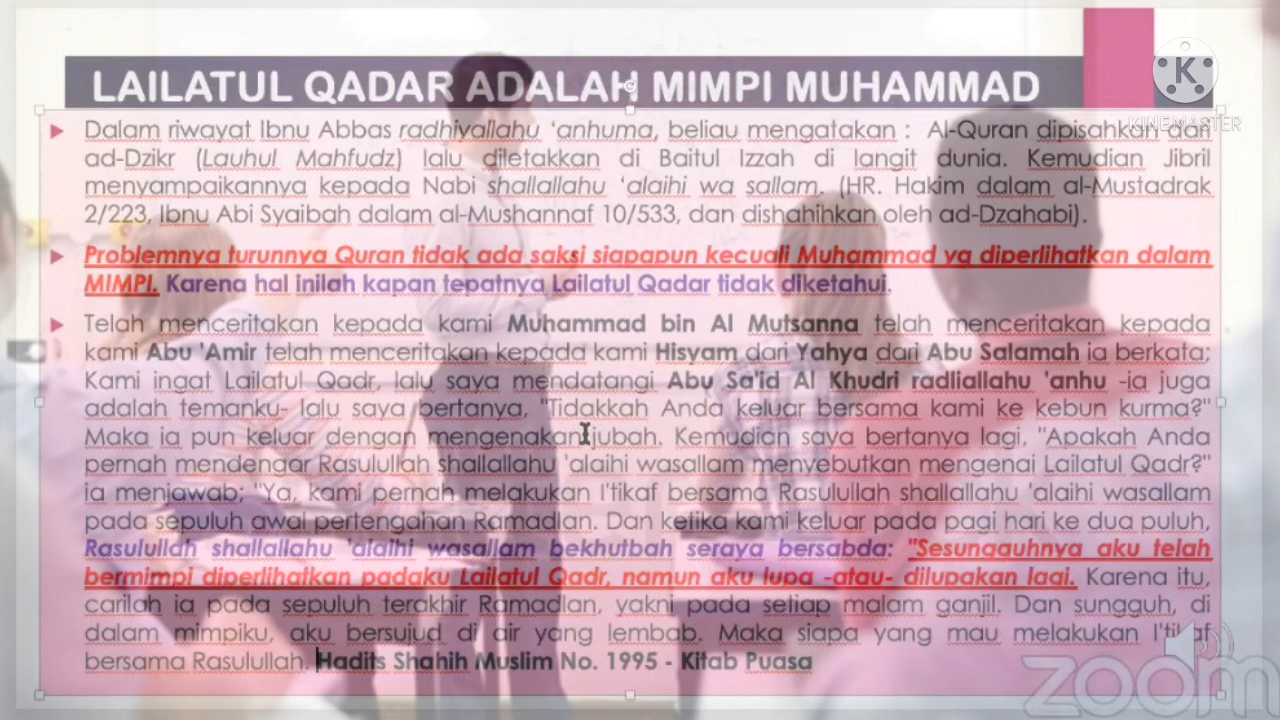 LAILATUL QADAR ADALAH MIMPI MUHAMMAD
K
KINEMASTER
Dalam riwayat Ibnu Abbas radhiyallahu ‘anhuma, beliau mengatakan : Al-Quran dipisahkan dari
ad-Dzikr (Lauhul Mahfudz) lalu diletakkan di Baitul Izzah di langit dunia. Kemudian Jibril
menyampaikannya kepada Nabi shallallahu ‘alaihi wa sallam. (HR. Hakim dalam al-Mustadrak
2/223, Ibnu Abi Syaibah dalam al-Mushannaf 10/533, dan dishahihkan oleh ad-Dzahabi).
Problemnya turunnya Quran tidak ada saksi siapapun kecuali Muhammad yg diperlihatkan dalam
MIMPI. Karena hal inilah kapan tepatnya Lailatul Qadar tidak diketahui.
Telah menceritakan kepada kami Muhammad bin Al Mutsanna telah menceritakan kepada
kami Abu 'Amir telah menceritakan kepada kami Hisyam dari Yahya dari Abu Salamah ia berkata;
Kami ingat Lailatul Qadr, lalu saya mendatangi Abu Sa'id Al Khudri radliallahu 'anhu -ia juga
adalah temanku- lalu saya bertanya, "Tidakkah Anda keluar bersama kami ke kebun kurma?"
Maka ia pun keluar dengan mengenakan jubah. Kemudian saya bertanya lagi, "Apakah Anda
pernah mendengar Rasulullah shallallahu 'alaihi wasallam menyebutkan mengenai Lailatul Qadr?"
ia menjawab; "Ya, kami pernah melakukan I'tikaf bersama Rasulullah shallallahu 'alaihi wasallam
pada sepuluh awal pertengahan Ramadlan. Dan ketika kami keluar pada pagi hari ke dua puluh,
Rasulullah shallallahu 'alaihi wasallam bekhutbah seraya bersabda: "Sesungguhnya aku telah
bermimpi diperlihatkan padaku Lailatul Qadr, namun aku lupa -atau- dilupakan lagi. Karena itu,
carilah ia pada sepuluh terakhir Ramadlan, yakni pada setiap malam ganjil. Dan sungguh, di
dalam mimpiku, aku bersujud di air yang lembab. Maka siapa yang mau melakukan I'tikaf
bersama Rasulullah. Hadits Shahih Muslim No. 1995 - Kitab Puasa
zoom